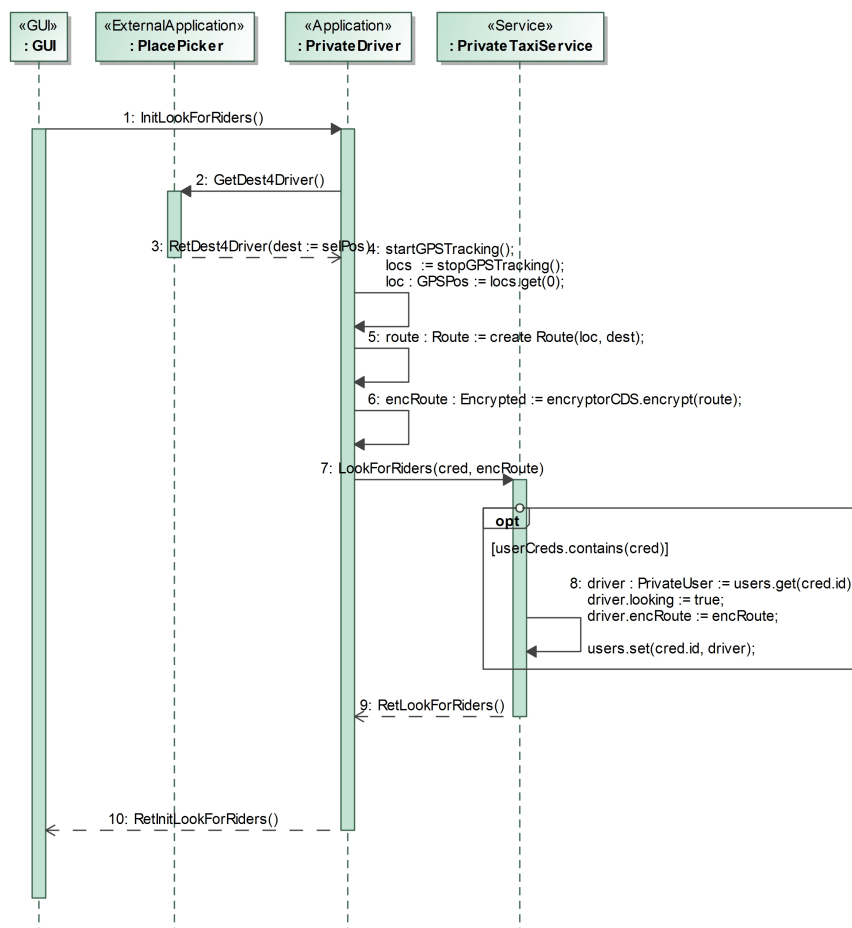 «GUI»
: GUI
«ExternalApplication»
: PlacePicker
«Application»
: PrivateDriver
«Service»
: PrivateTaxiService
1: InitLookForRiders()
2: GetDest4Driver()
3: RetDest4Driver(dest := selPos)
4: startGPSTracking();
locs := stopGPSTracking();
loc : GPSPos := locs.get(0);
5: route : Route := create Route(loc, dest);
6: encRoute : Encrypted := encryptorCDS.encrypt(route);
7: LookForRiders(cred, encRoute)
opt
[userCreds.contains(cred)]
8: driver : PrivateUser := users.get(cred.id)
driver.looking := true;
driver.encRoute := encRoute;
users.set(cred.id, driver);
9: RetLookForRiders()
10: RetInitLookForRiders()